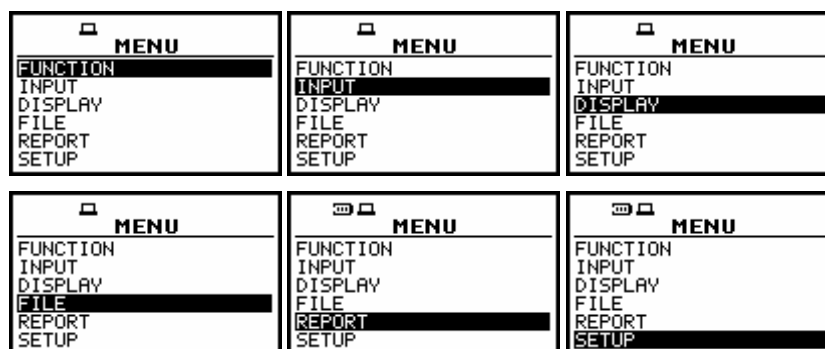 MENU
FUNCTION
INPUT
DISPLAY
FILE
REPORT
SETUP
MENU
FUNCTION
INPUT
DISPLAY
FILE
REPORT
SETUP
MENU
FUNCTION
INPUT
DISPLAY
FILE
REPORT
SETUP
MENU
FUNCTION
INPUT
DISPLAY
FILE
REPORT
SETUP
MENU
FUNCTION
INPUT
DISPLAY
FILE
REPORT
SETUP
MENU
FUNCTION
INPUT
DISPLAY
FILE
REPORT
SETUP